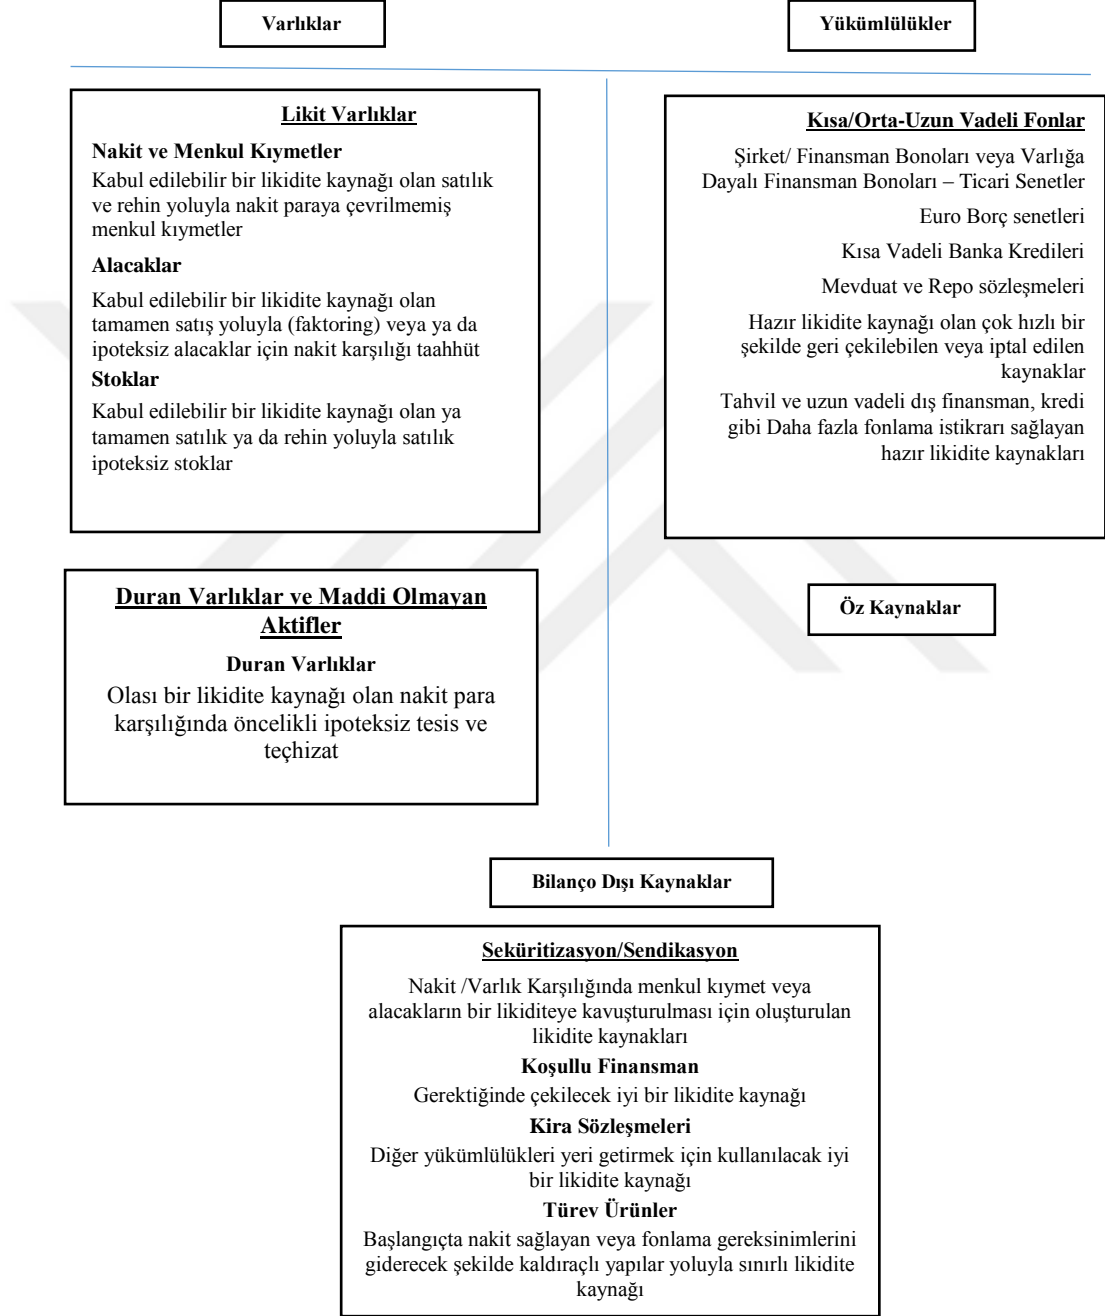 Varlıklar
Yükümlülükler
Likit Varlıklar
Nakit ve Menkul Kıymetler
Kabul edilebilir bir likidite kaynağı olan satılık
ve rehin yoluyla nakit paraya çevrilmemiş
menkul kıymetler
Alacaklar
Kabul edilebilir bir likidite kaynağı olan
tamamen satış yoluyla (faktoring) veya ya da
ipoteksiz alacaklar için nakit karşılığı taahhüt
Stoklar
Kabul edilebilir bir likidite kaynağı olan ya
tamamen satılık ya da rehin yoluyla satılık
ipoteksiz stoklar
Kısa/Orta-Uzun Vadeli Fonlar
Şirket/ Finansman Bonoları veya Varlığa
Dayalı Finansman Bonoları – Ticari Senetler
Euro Borç senetleri
Kısa Vadeli Banka Kredileri
Mevduat ve Repo sözleşmeleri
Hazır likidite kaynağı olan çok hızlı bir
şekilde geri çekilebilen veya iptal edilen
kaynaklar
Tahvil ve uzun vadeli dış finansman, kredi
gibi Daha fazla fonlama istikrarı sağlayan
hazır likidite kaynakları
Duran Varlıklar ve Maddi Olmayan
Aktifler
Duran Varlıklar
Olası bir likidite kaynağı olan nakit para
karşılığında öncelikli ipoteksiz tesis ve
teçhizat
Öz Kaynaklar
Bilanço Dışı Kaynaklar
Seküritizasyon/Sendikasyon
Nakit /Varlık Karşılığında menkul kıymet veya
alacakların bir likiditeye kavuşturulması için oluşturulan
likidite kaynakları
Koşullu Finansman
Gerektiğinde çekilecek iyi bir likidite kaynağı
Kira Sözleşmeleri
Diğer yükümlülükleri yeri getirmek için kullanılacak iyi
bir likidite kaynağı
Türev Ürünler
Başlangıçta nakit sağlayan veya fonlama gereksinimlerini
giderecek şekilde kaldıraçlı yapılar yoluyla sınırlı likidite
kaynağı